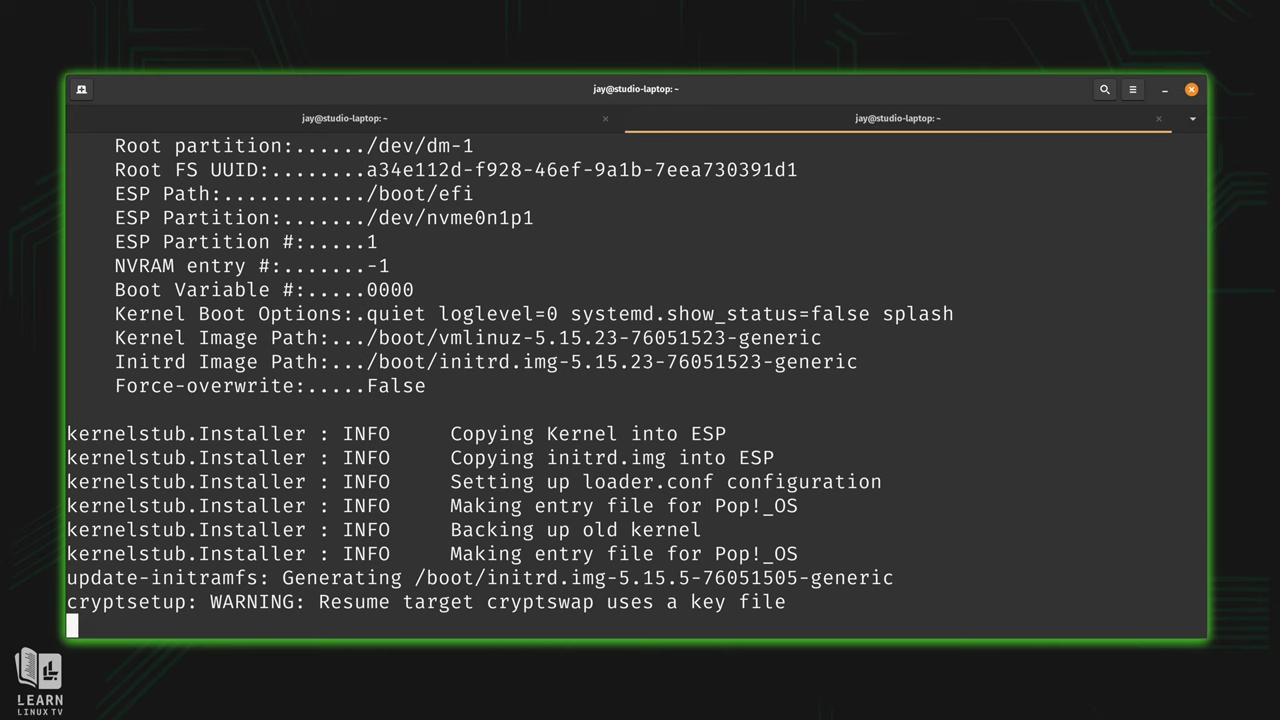 jay@studio-laptop: ~
jay@studio-laptop: ~
jay@studio-laptop: ~
Root partition:....../dev/dm-1
Root FS UUID:........a34e112d-f928-46ef-9a1b-7eea730391d1
ESP Path:............/boot/efi
ESP Partition:......./dev/nvme0n1p1
ESP Partition #:.....1
NVRAM entry #:.......-1
Boot Variable #:.....0000
Kernel Boot Options:.quiet loglevel=0 systemd.show_status=false splash
Kernel Image Path:.../boot/vmlinuz-5.15.23-76051523-generic
Initrd Image Path:.../boot/initrd.img-5.15.23-76051523-generic
Force-overwrite:.....False
kernelstub.Installer : INFO     Copying Kernel into ESP
kernelstub.Installer : INFO     Copying initrd.img into ESP
kernelstub.Installer : INFO     Setting up loader.conf configuration
kernelstub.Installer : INFO     Making entry file for Pop!_OS
kernelstub.Installer : INFO     Backing up old kernel
kernelstub.Installer : INFO     Making entry file for Pop!_OS
update-initramfs: Generating /boot/initrd.img-5.15.5-76051505-generic
cryptsetup: WARNING: Resume target cryptswap uses a key file
LEARN
LINUX TV